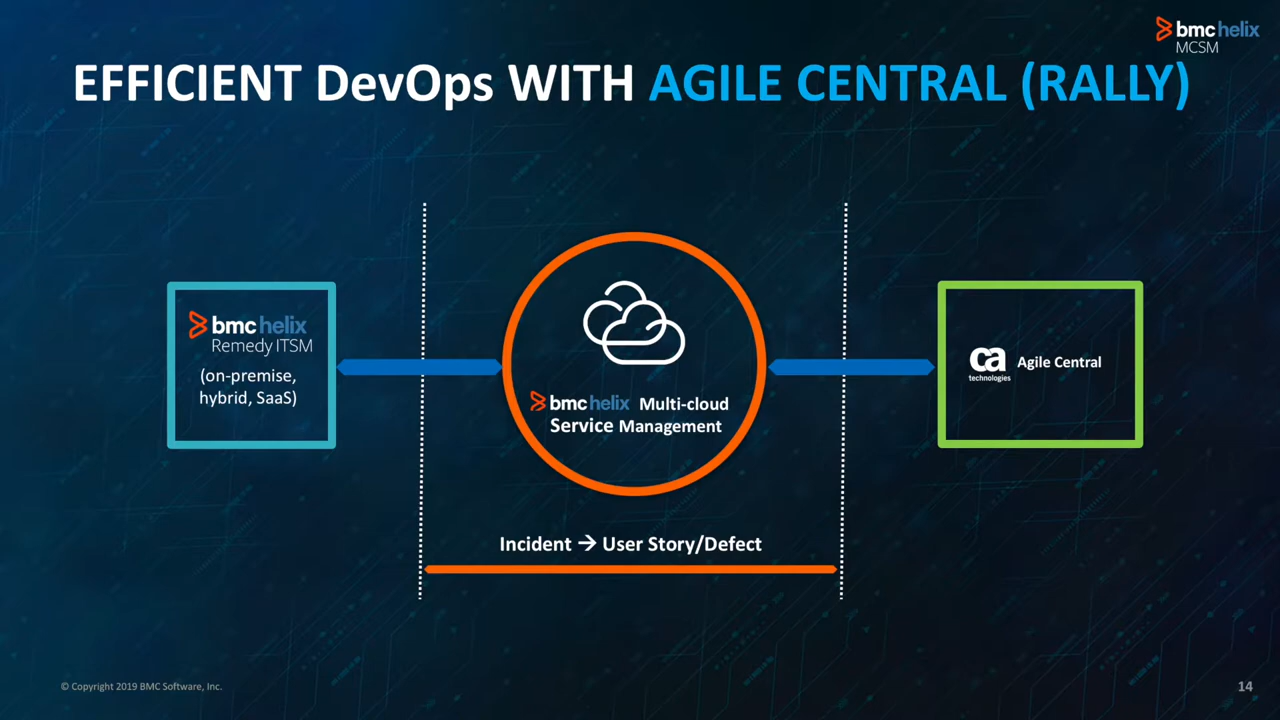 bmc helix
MCSM
EFFICIENT DevOps WITH AGILE CENTRAL (RALLY)
bmc helix
Remedy ITSM
(on-premise,
hybrid, SaaS)
bmc helix Multi-cloud
Service Management
ca
technologies
Agile Central
Incident → User Story/Defect
© Copyright 2019 BMC Software, Inc.
14